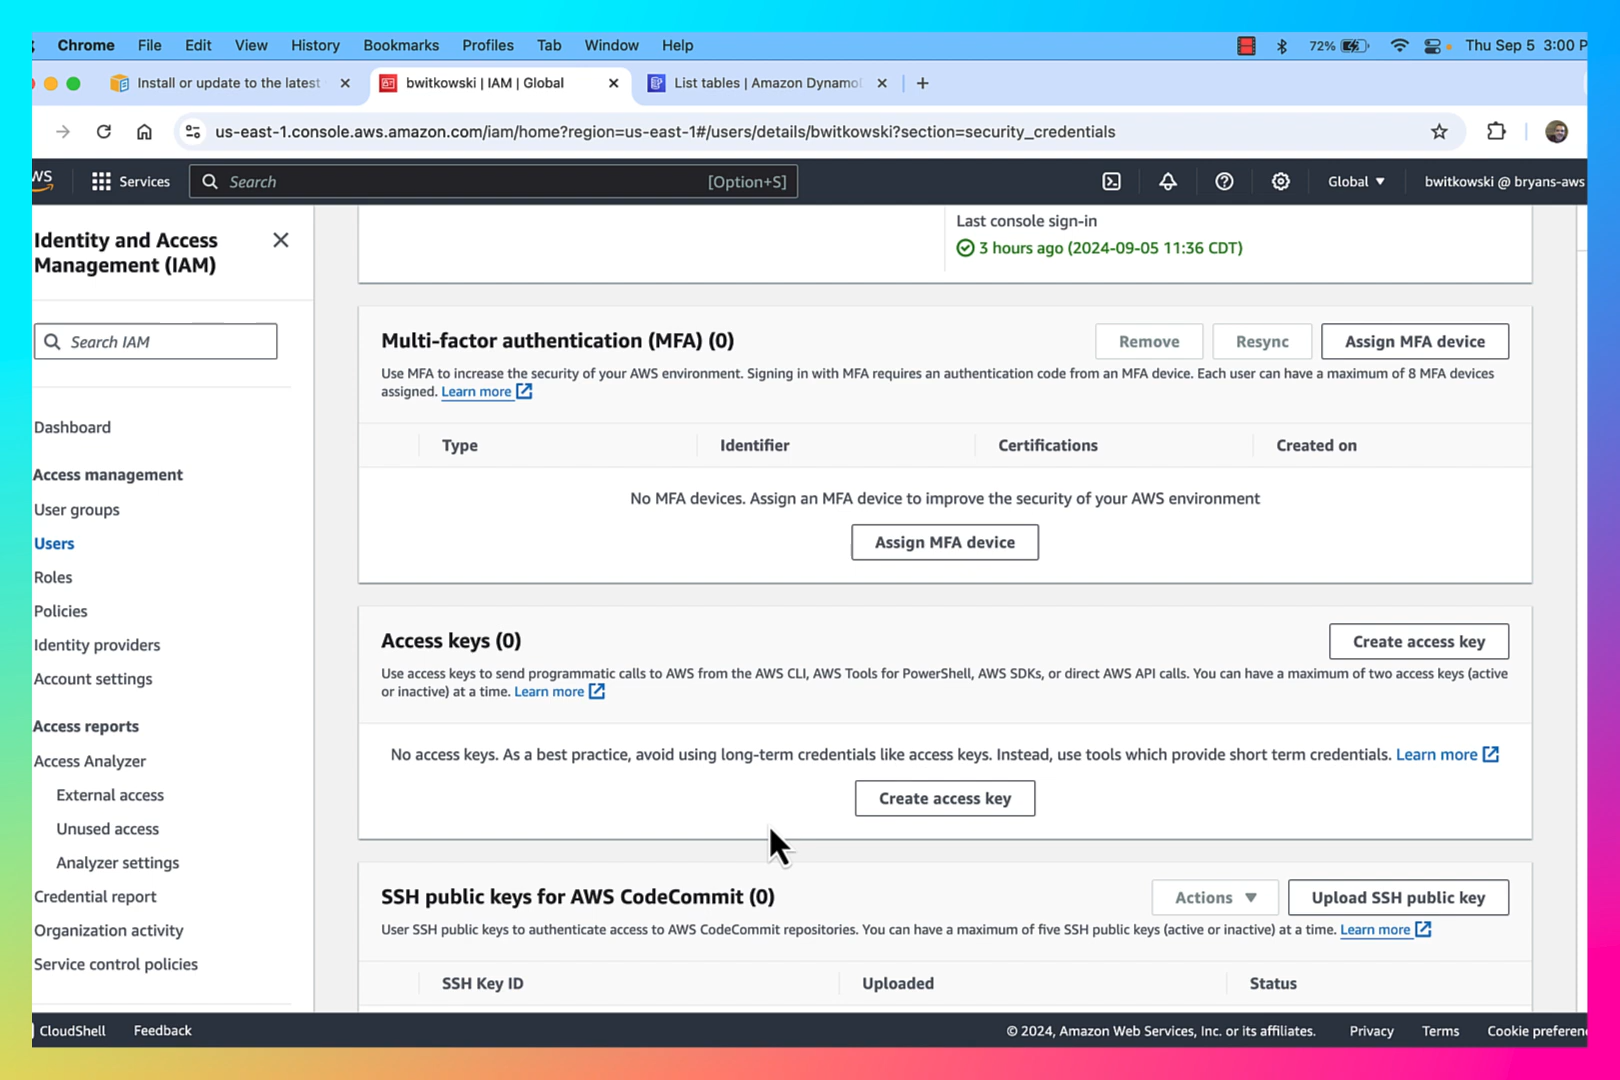 Chrome File Edit View History Bookmarks Profiles Tab Window Help 72% Thu Sep 5 3:00 P
Install or update to the latest bwitkowski | IAM | Global List tables | Amazon Dynamo
us-east-1.console.aws.amazon.com/iam/home?region=us-east-1#/users/details/bwitkowski?section=security_credentials
Services Search [Option+S] Global bwitkowski @ bryans-aws
Identity and Access
Management (IAM)
Search IAM
Dashboard
Access management
User groups
Users
Roles
Policies
Identity providers
Account settings
Access reports
Access Analyzer
External access
Unused access
Analyzer settings
Credential report
Organization activity
Service control policies
Last console sign-in
3 hours ago (2024-09-05 11:36 CDT)
Multi-factor authentication (MFA) (0) Remove Resync Assign MFA device
Use MFA to increase the security of your AWS environment. Signing in with MFA requires an authentication code from an MFA device. Each user can have a maximum of 8 MFA devices
assigned. Learn more
Type Identifier Certifications Created on
No MFA devices. Assign an MFA device to improve the security of your AWS environment
Assign MFA device
Access keys (0) Create access key
Use access keys to send programmatic calls to AWS from the AWS CLI, AWS Tools for PowerShell, AWS SDKs, or direct AWS API calls. You can have a maximum of two access keys (active
or inactive) at a time. Learn more
No access keys. As a best practice, avoid using long-term credentials like access keys. Instead, use tools which provide short term credentials. Learn more
Create access key
SSH public keys for AWS CodeCommit (0) Actions Upload SSH public key
User SSH public keys to authenticate access to AWS CodeCommit repositories. You can have a maximum of five SSH public keys (active or inactive) at a time. Learn more
SSH Key ID Uploaded Status
CloudShell Feedback © 2024, Amazon Web Services, Inc. or its affiliates. Privacy Terms Cookie preferen